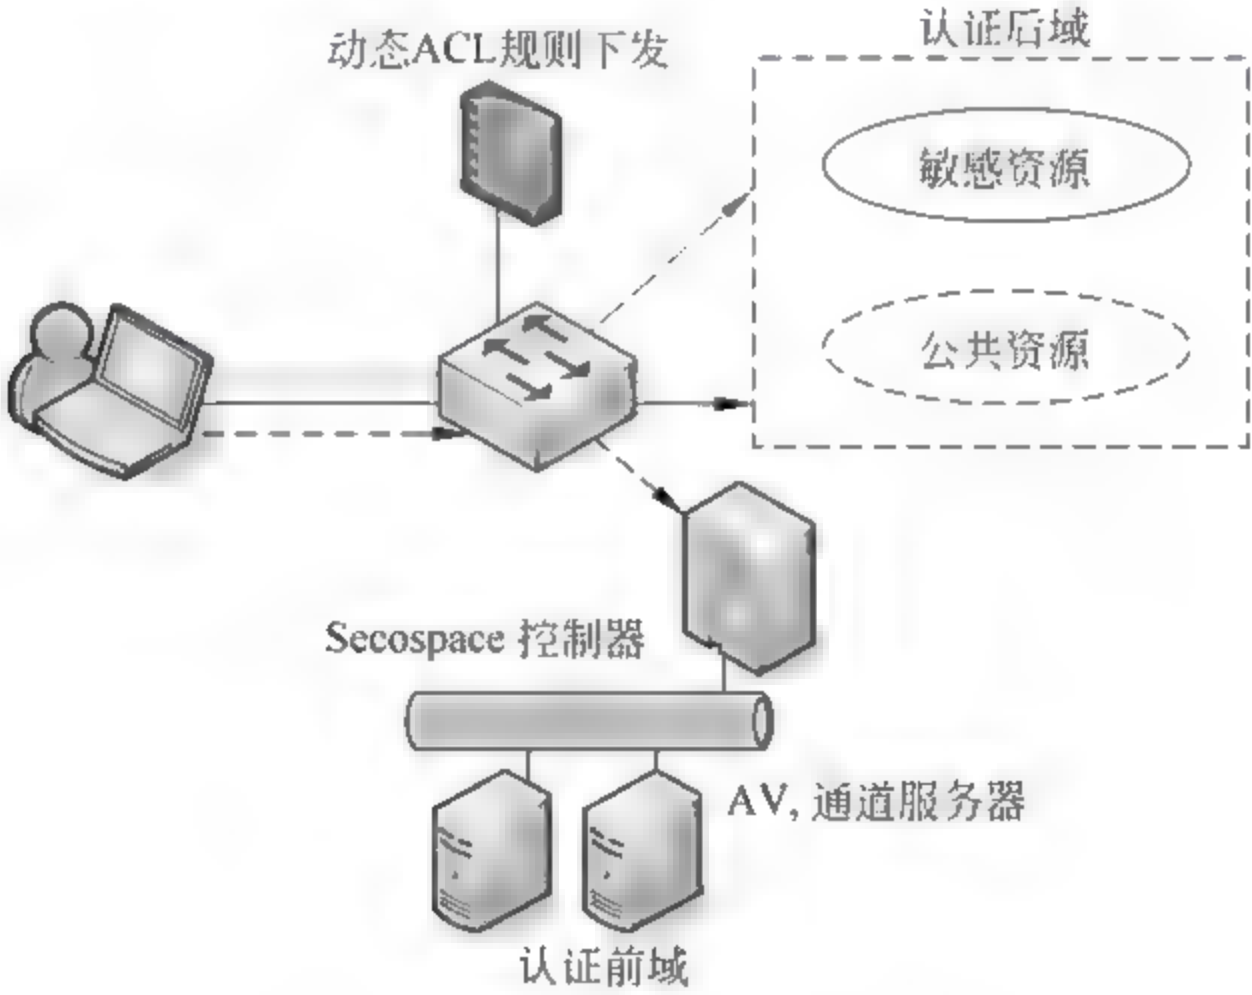 认证后域
动态ACL规则下发
敏感资源
公共资源
Secospace 控制器
AV, 通道服务器
认证前域